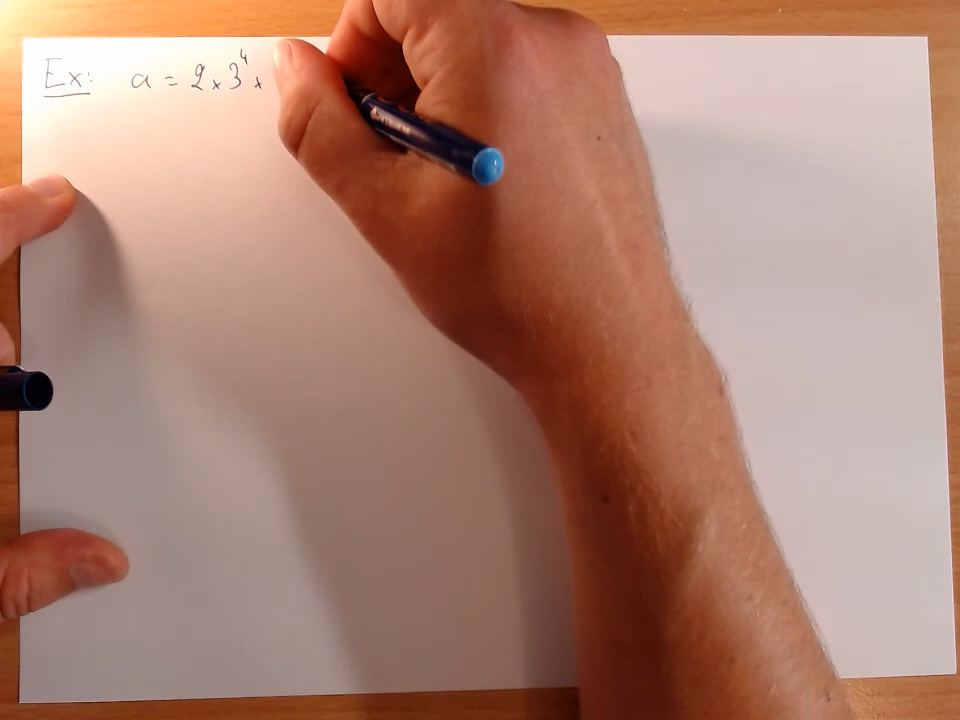 Ex: a = 2 x 3⁴ x